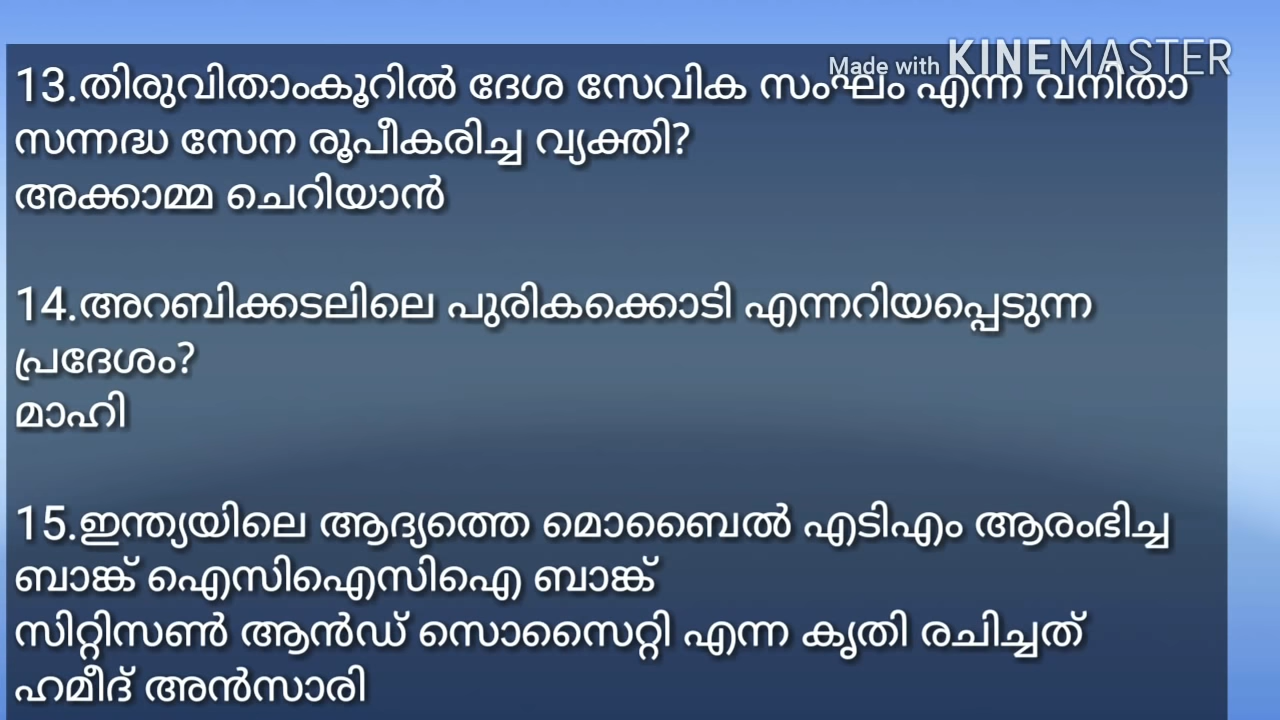 Made with KINEMASTER
13.തിരുവിതാംകൂറിൽ ദേശ സേവിക സംഘം എന്ന വനിതാ
സന്നദ്ധ സേന രൂപീകരിച്ച വ്യക്തി?
അക്കാമ്മ ചെറിയാൻ
14.അറബിക്കടലിലെ പുരികക്കൊടി എന്നറിയപ്പെടുന്ന
പ്രദേശം?
മാഹി
15.ഇന്ത്യയിലെ ആദ്യത്തെ മൊബൈൽ എടിഎം ആരംഭിച്ച
ബാങ്ക് ഐസിഐസിഐ ബാങ്ക്
സിറ്റിസൺ ആൻഡ് സൊസൈറ്റി എന്ന കൃതി രചിച്ചത്
ഹമീദ് അൻസാരി